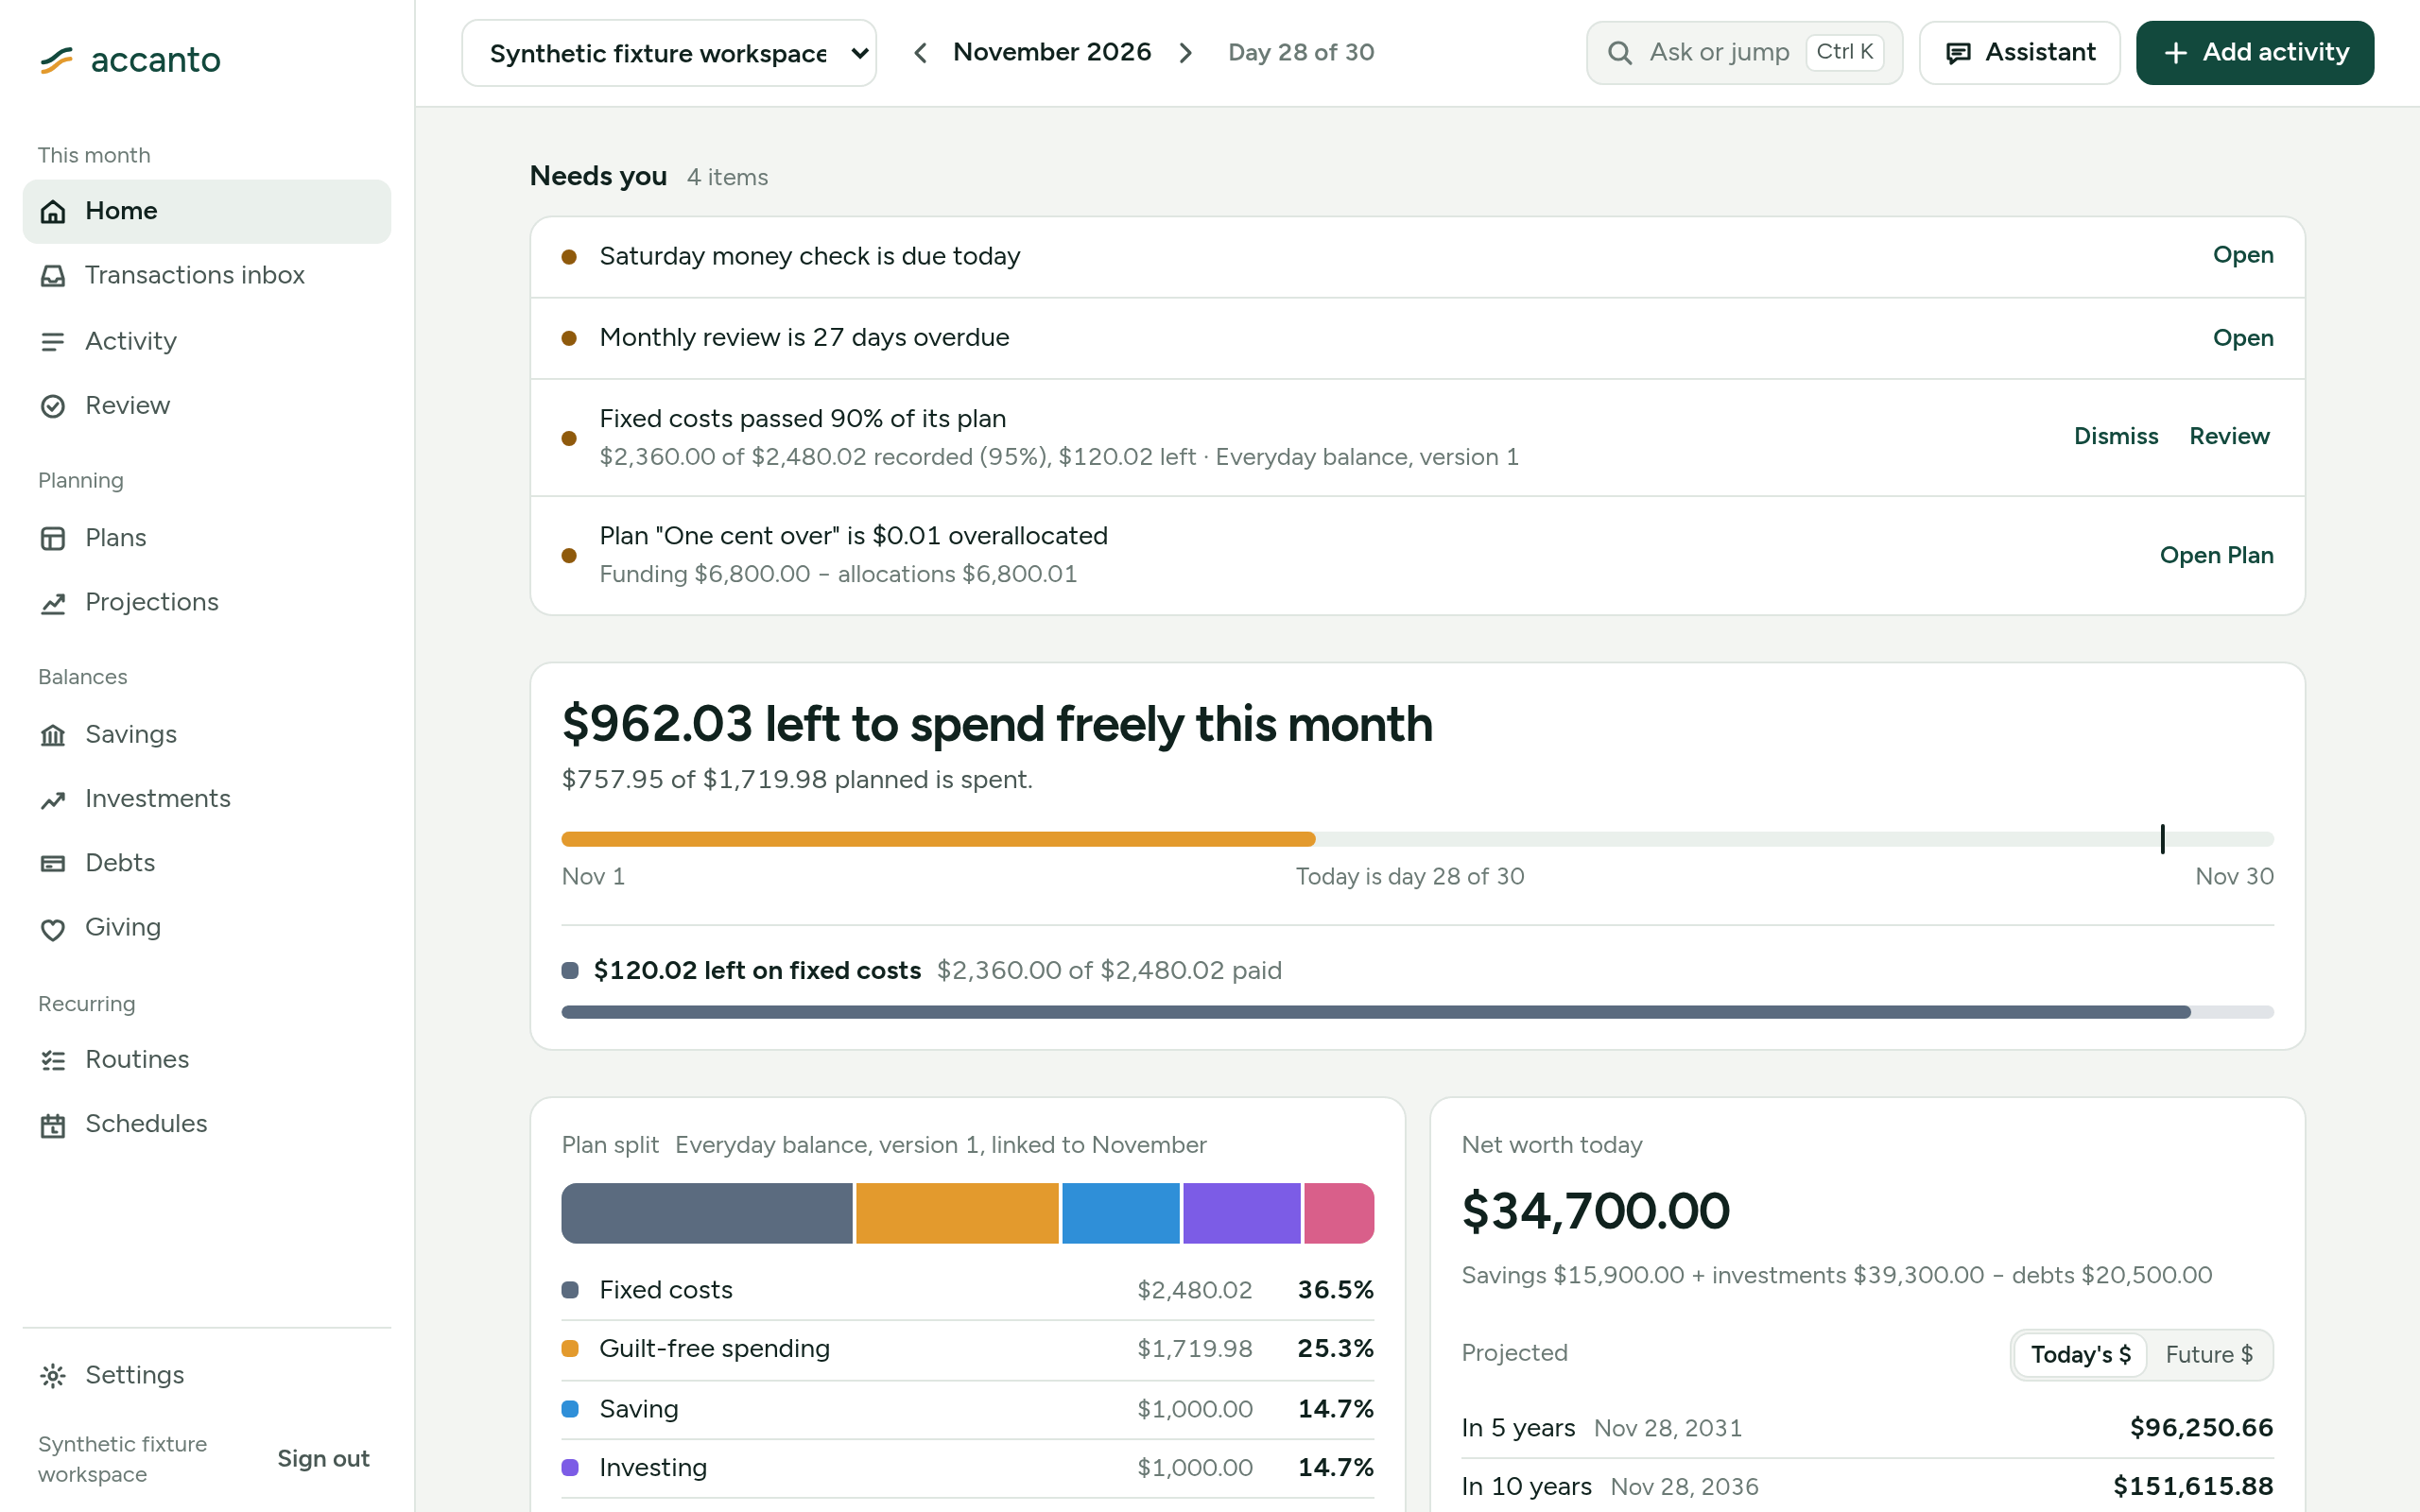 accanto
This month
Home
Transactions inbox
Activity
Review
Planning
Plans
Projections
Balances
Savings
Investments
Debts
Giving
Recurring
Routines
Schedules
Settings
Synthetic fixture
workspace
Sign out
Synthetic fixture workspace
November 2026
Day 28 of 30
Ask or jump
Ctrl K
Assistant
Add activity
Needs you 4 items
Saturday money check is due today
Open
Monthly review is 27 days overdue
Open
Fixed costs passed 90% of its plan
$2,360.00 of $2,480.02 recorded (95%), $120.02 left · Everyday balance, version 1
Dismiss Review
Plan "One cent over" is $0.01 overallocated
Funding $6,800.00 − allocations $6,800.01
Open Plan
$962.03 left to spend freely this month
$757.95 of $1,719.98 planned is spent.
Nov 1 Today is day 28 of 30 Nov 30
$120.02 left on fixed costs $2,360.00 of $2,480.02 paid
Plan split Everyday balance, version 1, linked to November
Fixed costs $2,480.02 36.5%
Guilt-free spending $1,719.98 25.3%
Saving $1,000.00 14.7%
Investing $1,000.00 14.7%
Net worth today
$34,700.00
Savings $15,900.00 + investments $39,300.00 − debts $20,500.00
Projected
Today's $ Future $
In 5 years Nov 28, 2031 $96,250.66
In 10 years Nov 28, 2036 $151,615.88